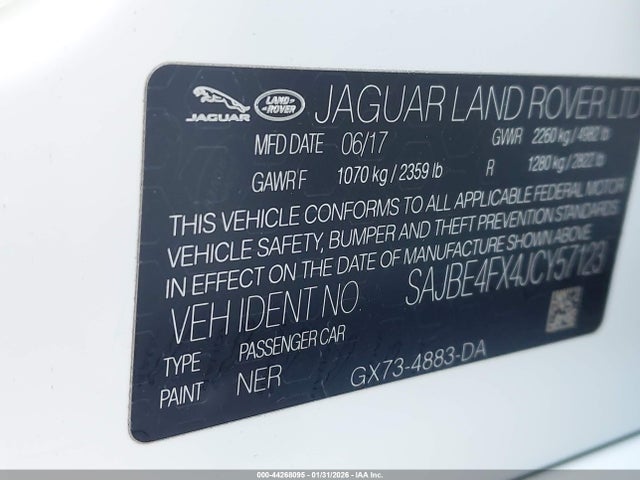 JAGUAR
LAND ROVER
JAGUAR LAND ROVER LTD
MFD DATE 06/17 GVWR 2260 kg / 4982 lb
GAWR F 1070 kg / 2359 lb R 1280 kg / 2822 lb
THIS VEHICLE CONFORMS TO ALL APPLICABLE FEDERAL MOTOR
VEHICLE SAFETY, BUMPER AND THEFT PREVENTION STANDARDS
IN EFFECT ON THE DATE OF MANUFACTURE SHOWN ABOVE
VEH IDENT NO SAJBE4FX4JCY57123
TYPE PASSENGER CAR
PAINT NER GX73-4883-DA
000-44268095 - 01/31/2026 - IAAI, Inc.